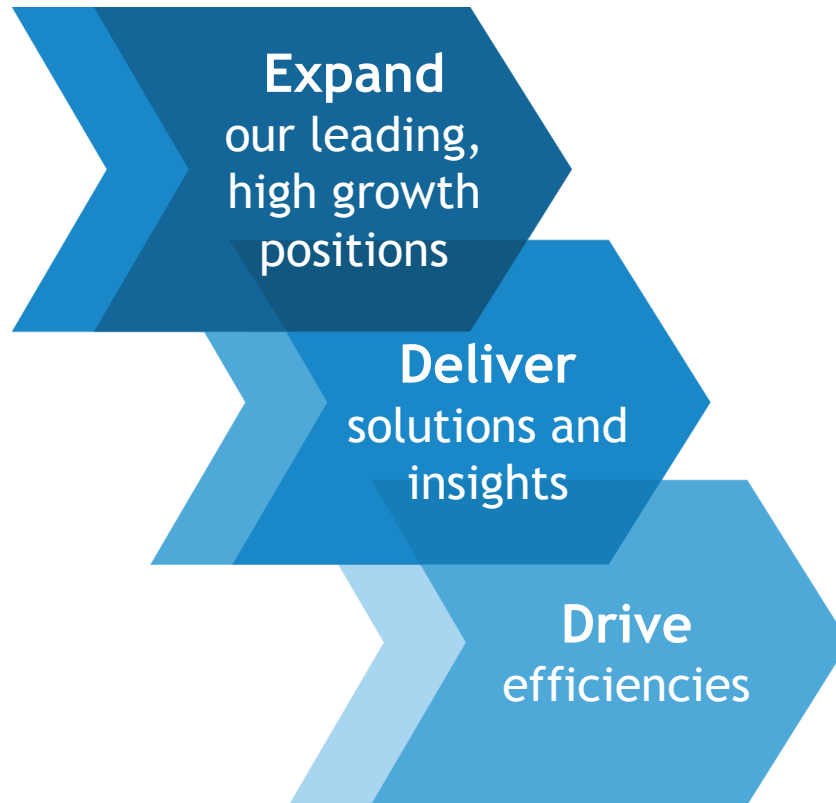 Expand
our leading,
high growth
positions
Deliver
solutions and
insights
Drive
efficiencies